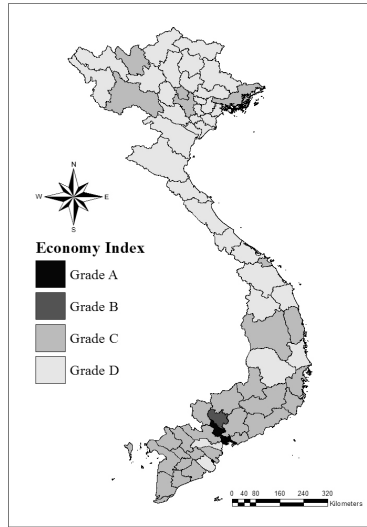 N
W E
S
Economy Index
Grade A
Grade B
Grade C
Grade D
0 40 80 160 240 320
Kilometers